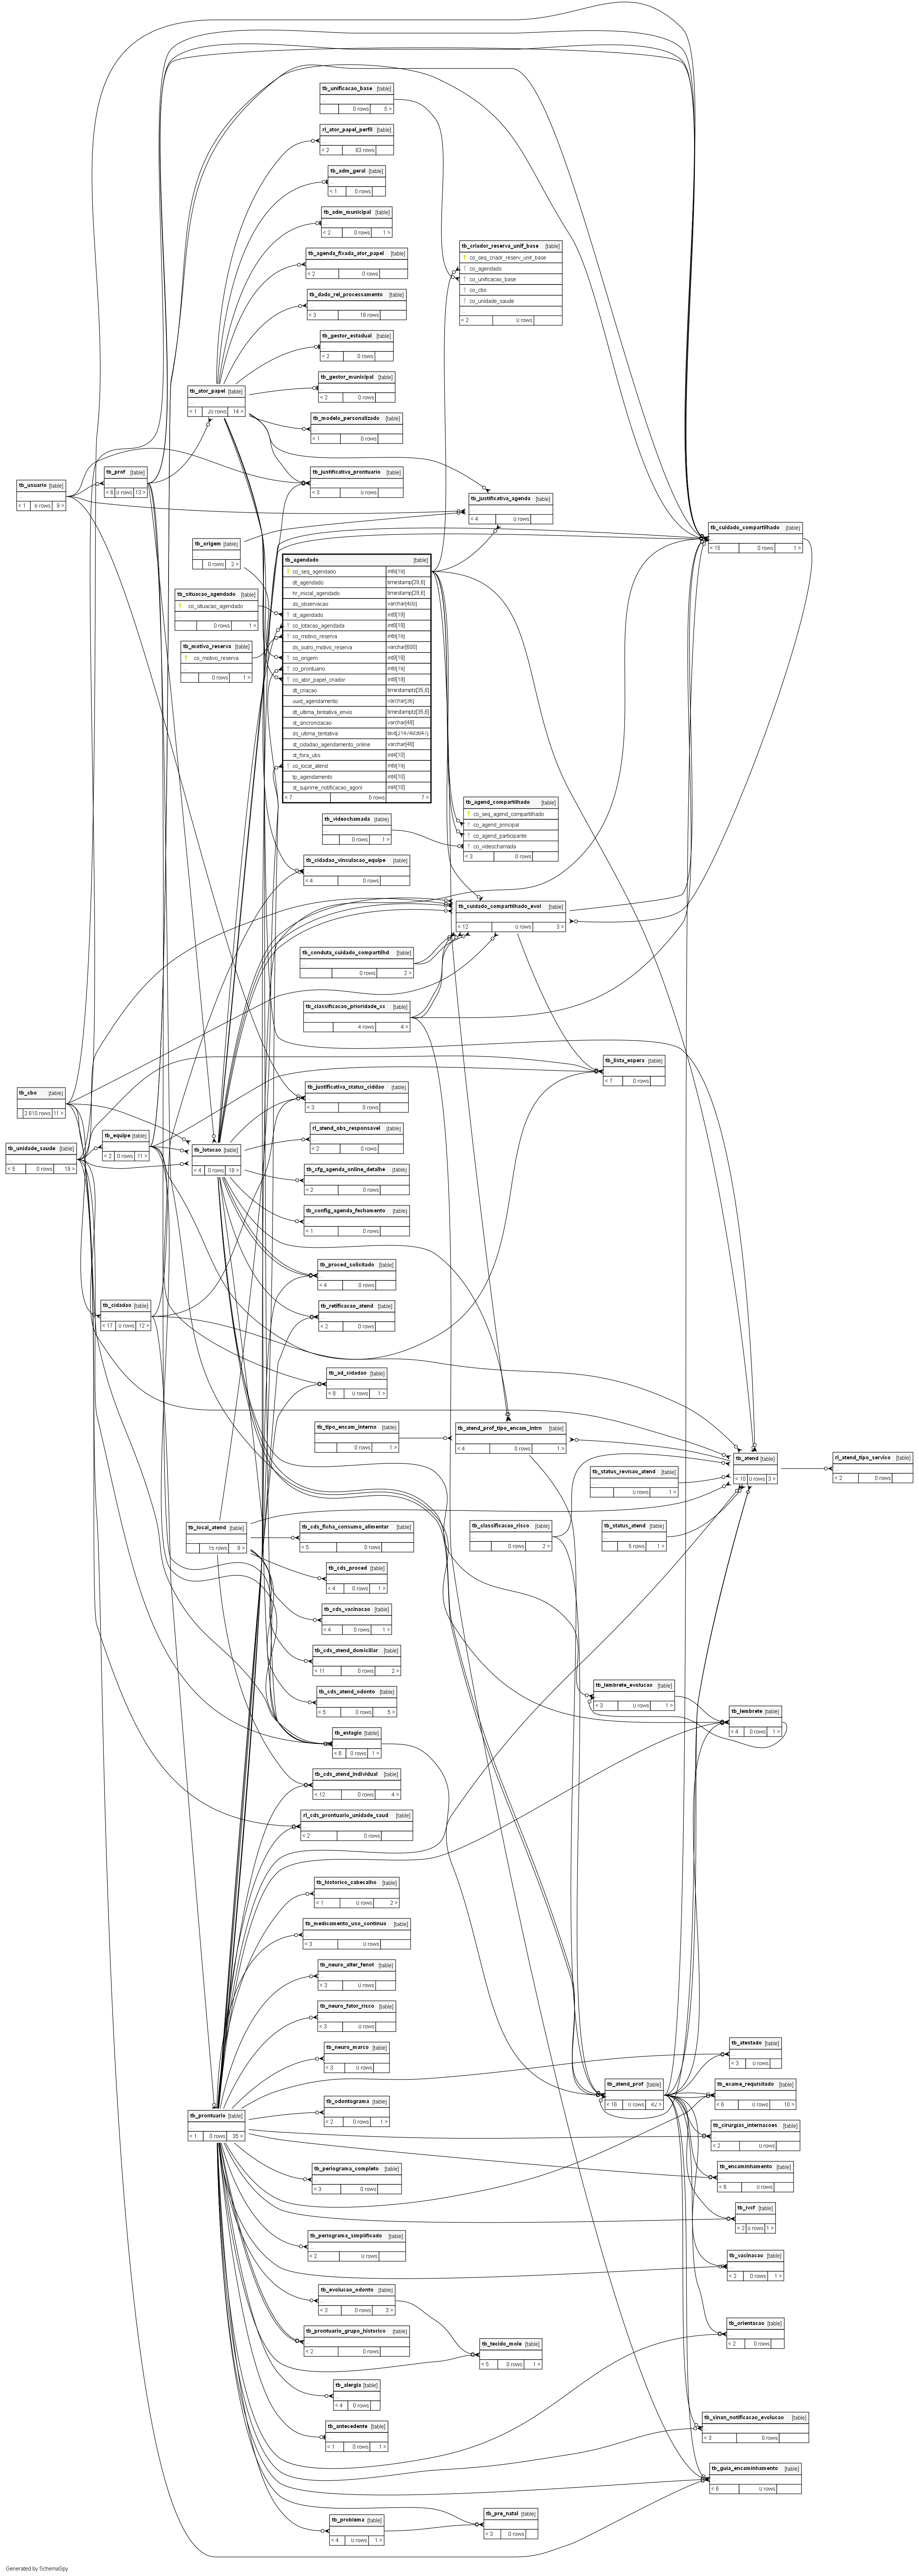 tb_unificacao_base [table]
...
0 rows 5 >
rl_ator_papel_perfil [table]
...
< 2 83 rows
tb_adm_geral [table]
...
< 1 0 rows
tb_adm_municipal [table]
...
< 2 0 rows 1 >
tb_agenda_fixada_ator_papel [table]
...
< 2 0 rows
tb_dado_rel_processamento [table]
...
< 3 18 rows
tb_gestor_estadual [table]
...
< 2 0 rows
tb_gestor_municipal [table]
...
< 2 0 rows
tb_modelo_personalizado [table]
...
< 1 0 rows
tb_criador_reserva_unif_base [table]
co_seq_criadr_reserv_unif_base
co_agendado
co_unificacao_base
co_cbo
co_unidade_saude
...
< 2 0 rows
tb_ator_papel [table]
...
< 1 20 rows 14 >
tb_prof [table]
...
0 rows 13 >
tb_usuario [table]
...
< 1 6 rows
tb_justificativa_prontuario [table]
...
< 3 0 rows
tb_justificativa_agenda [table]
...
< 4 0 rows
tb_cuidado_compartilhado [table]
...
< 15 0 rows 1 >
tb_origem [table]
...
0 rows 2 >
tb_situacao_agendado [table]
co_situacao_agendado
...
0 rows 1 >
tb_motivo_reserva [table]
co_motivo_reserva
...
0 rows 1 >
tb_agendado [table]
co_seq_agendado int8[19]
dt_agendado timestamp[29,6]
hr_inicial_agendado timestamp[29,6]
ds_observacao
st_agendado int8[19]
co_lotacao_agendada int8[19]
co_motivo_reserva int8[19]
ds_outro_motivo_reserva varchar[800]
co_origem int8[19]
co_prontuario int8[19]
co_ator_papel_criador int8[19]
dt_criacao timestamptz[35,6]
uuid_agendamento varchar[36]
dt_ultima_tentativa_envio timestamptz[35,6]
st_sincronizacao varchar[48]
ds_ultima_tentativa text[2147483647]
st_cidadao_agendamento_online varchar[48]
st_fora_ubs int4[10]
co_local_atend int8[19]
tp_agendamento int4[10]
st_suprime_notificacao_agoni int4[10]
< 7 0 rows 7 >
tb_agend_compartilhado [table]
co_seq_agend_compartilhado
co_agend_principal
co_agend_participante
co_videochamada
< 3 0 rows
tb_videochamada [table]
...
0 rows 1 >
tb_cidadao_vinculacao_equipe [table]
...
< 4 0 rows
tb_cuidado_compartilhado_evol [table]
...
< 12 0 rows 3 >
tb_conduta_cuidado_compartilhd [table]
...
0 rows 2 >
tb_classificacao_prioridade_cc [table]
...
4 rows 4 >
tb_lista_espera [table]
...
< 7 0 rows
tb_cbo [table]
...
2.610 rows 11 >
tb_justificativa_status_ciddao [table]
...
< 3 0 rows
tb_equipe [table]
...
< 2 0 rows 11 >
tb_unidade_saude [table]
...
< 5 0 rows 19 >
tb_lotacao [table]
...
< 4 0 rows 18 >
rl_atend_obs_responsavel [table]
...
< 2 0 rows
tb_cfg_agenda_online_detalhe [table]
...
< 2 0 rows
tb_config_agenda_fechamento [table]
...
< 1 0 rows
tb_proced_solicitado [table]
...
< 4 0 rows
tb_cidadao [table]
...
< 17 0 rows 12 >
tb_retificacao_atend [table]
...
< 2 0 rows
tb_ad_cidadao [table]
...
0 rows 1 >
tb_tipo_encam_interno [table]
...
0 rows 1 >
tb_atend_prof_tipo_encam_intrn [table]
...
< 4 0 rows 1 >
tb_atend [table]
...
< 10 0 rows 3 >
rl_atend_tipo_servico [table]
...
< 2 0 rows
tb_status_revisao_atend [table]
...
0 rows 1 >
tb_local_atend [table]
...
15 rows 8 >
tb_cds_ficha_consumo_alimentar [table]
...
< 5 0 rows
tb_classificacao_risco [table]
...
0 rows 2 >
tb_status_atend [table]
...
5 rows 1 >
tb_cds_proced [table]
...
< 4 0 rows 1 >
tb_cds_vacinacao [table]
...
< 4 0 rows 1 >
tb_cds_atend_domiciliar [table]
...
< 11 0 rows 2 >
tb_cds_atend_odonto [table]
...
< 5 0 rows 5 >
tb_lembrete_evolucao [table]
...
< 3 0 rows 1 >
tb_lembrete [table]
...
< 4 0 rows 1 >
tb_estagio [table]
...
0 rows 1 >
tb_cds_atend_individual [table]
...
< 12 0 rows 4 >
rl_cds_prontuario_unidade_saud [table]
...
< 2 0 rows
tb_historico_cabecalho [table]
...
< 1 0 rows 2 >
tb_medicamento_uso_continuo [table]
...
< 3 0 rows
tb_neuro_alter_fenot [table]
...
< 3 0 rows
tb_neuro_fator_risco [table]
...
< 3 0 rows
tb_neuro_marco [table]
...
< 3 0 rows
tb_atestado [table]
...
< 3 0 rows
tb_atend_prof [table]
...
0 rows 42 >
tb_exame_requisitado [table]
...
0 rows 10 >
tb_odontograma [table]
...
< 2 0 rows 1 >
tb_prontuario [table]
...
< 1 0 rows 35 >
tb_cirurgias_internacoes [table]
...
< 2 0 rows
tb_periograma_completo [table]
...
< 3 0 rows
tb_encaminhamento [table]
...
0 rows
tb_ivcf [table]
...
< 2 0 rows 1 >
tb_periograma_simplificado [table]
...
< 2 0 rows
tb_vacinacao [table]
...
< 2 0 rows 1 >
tb_evolucao_odonto [table]
...
< 3 0 rows 3 >
tb_orientacao [table]
...
< 2 0 rows
tb_prontuario_grupo_historico [table]
...
< 2 0 rows
tb_tecido_mole [table]
...
< 5 0 rows 1 >
tb_alergia [table]
...
< 4 0 rows
tb_sinan_notificacao_evolucao [table]
...
< 3 0 rows
tb_antecedente [table]
...
< 1 0 rows 1 >
tb_guia_encaminhamento [table]
...
0 rows
tb_pre_natal [table]
...
< 3 0 rows
tb_problema [table]
...
< 4 0 rows 1 >
Generated by SchemaSpy